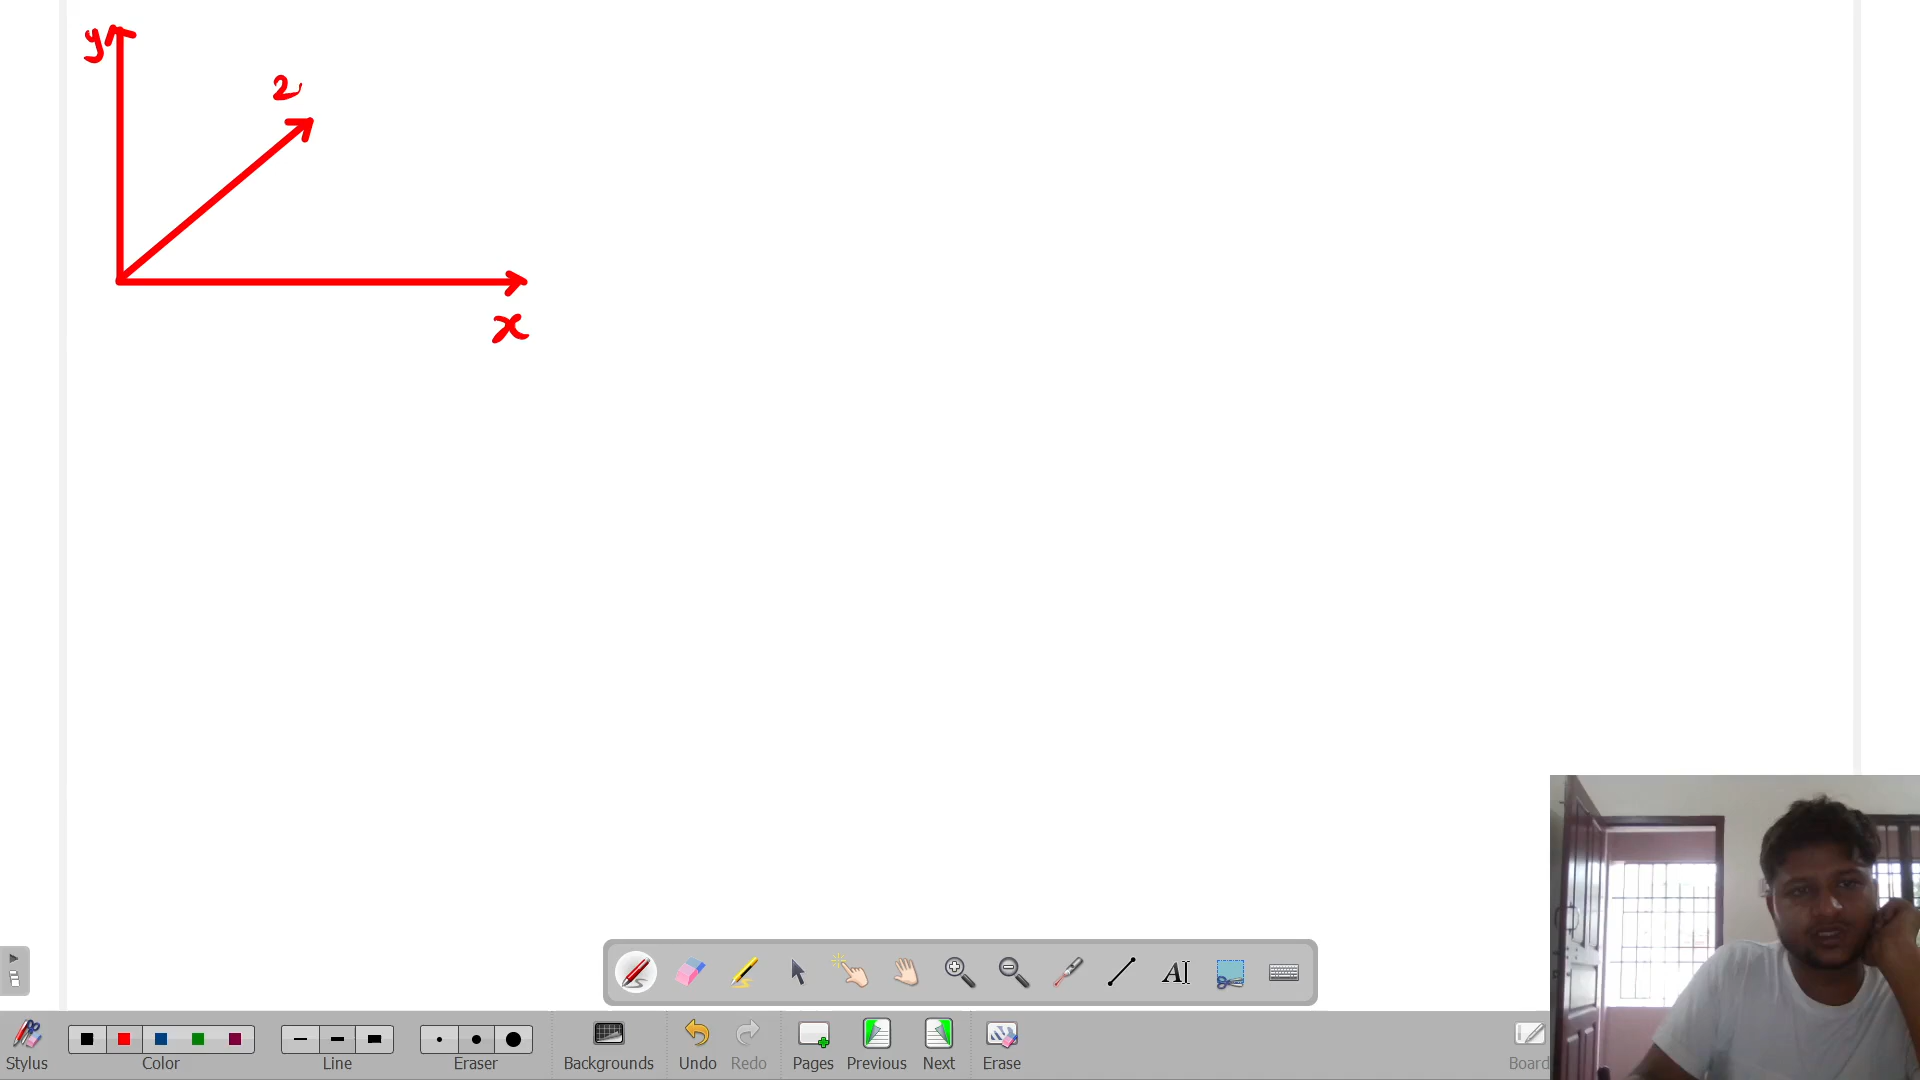 y
2
x
A
Stylus
Color
Line
Eraser
Backgrounds
Undo
Redo
Pages
Previous
Next
Erase
Board